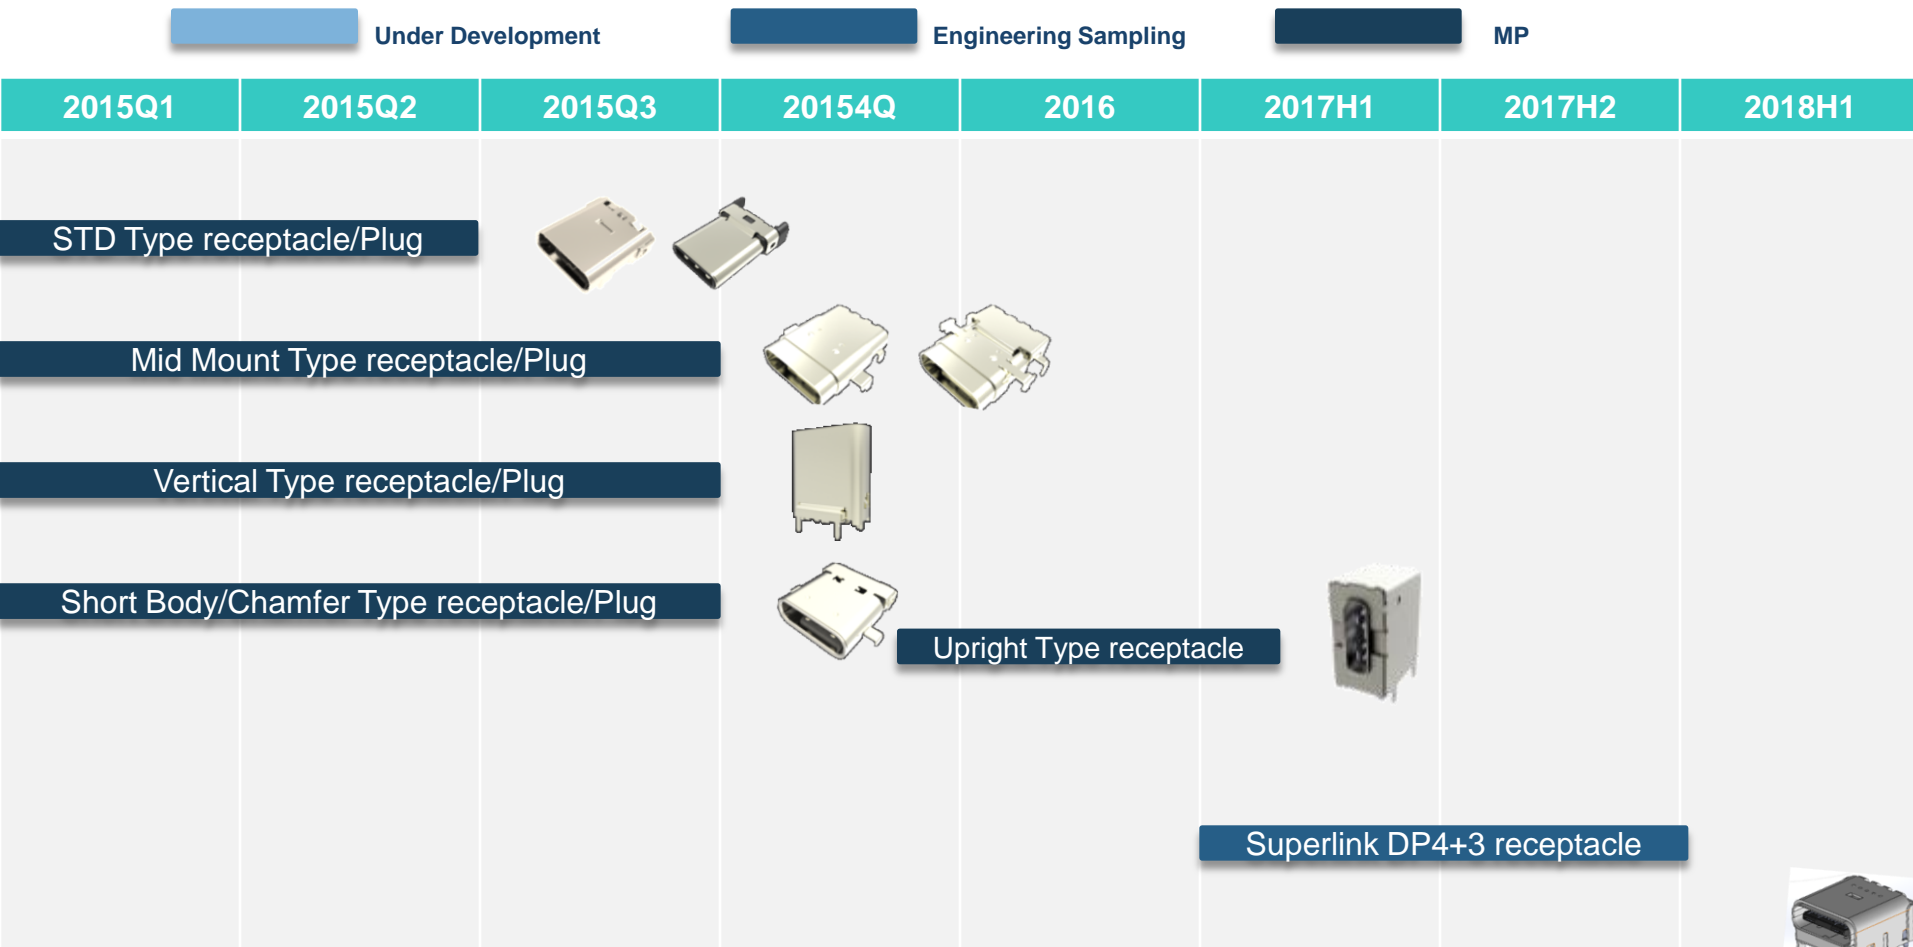 Under Development
Engineering Sampling
MP
2015Q1
2015Q2
2015Q3
20154Q
2016
2017H1
2017H2
2018H1
STD Type receptacle/Plug
Mid Mount Type receptacle/Plug
Vertical Type receptacle/Plug
Short Body/Chamfer Type receptacle/Plug
Upright Type receptacle
Superlink DP4+3 receptacle